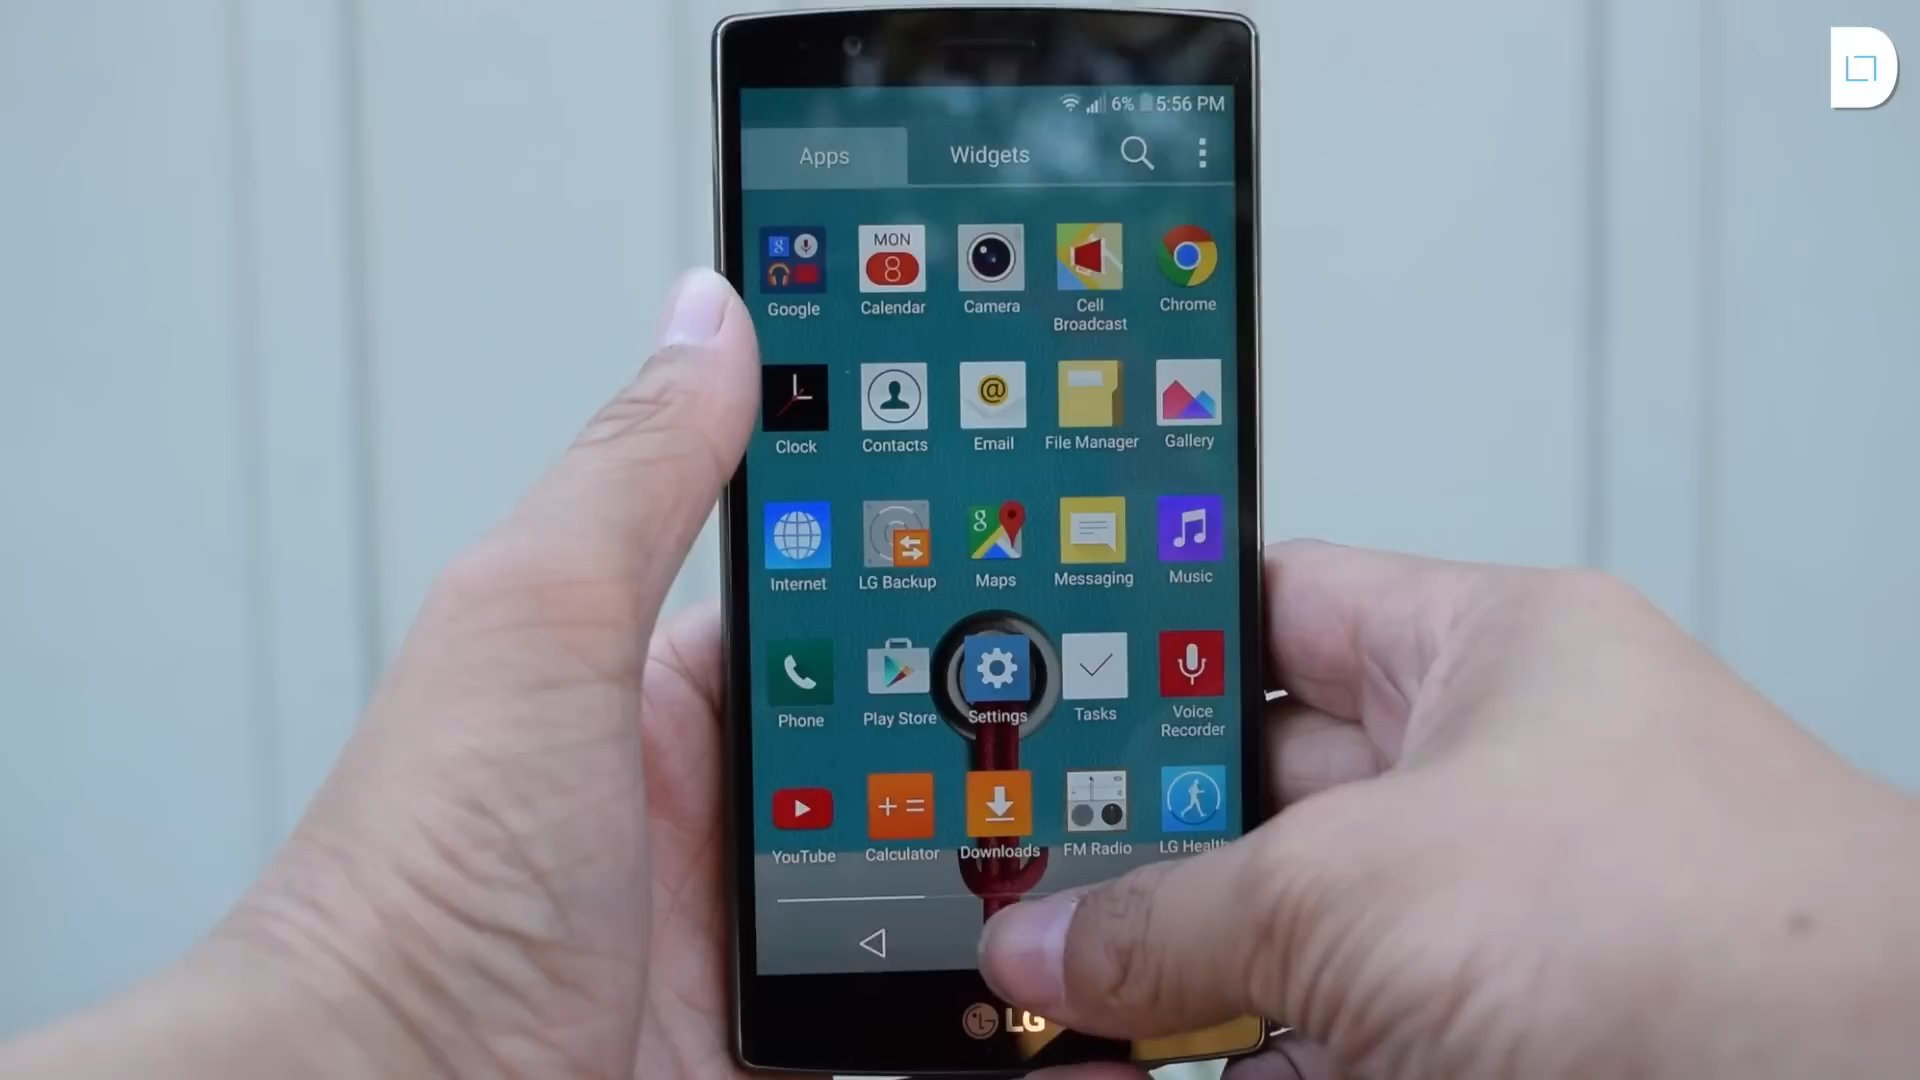 6% 5:56 PM
Apps Widgets
MON
8
Google Calendar Camera Cell Broadcast Chrome
Clock Contacts Email File Manager Gallery
Internet LG Backup Maps Messaging Music
Phone Play Store Settings Tasks Voice Recorder
YouTube Calculator Downloads FM Radio LG Health
LG